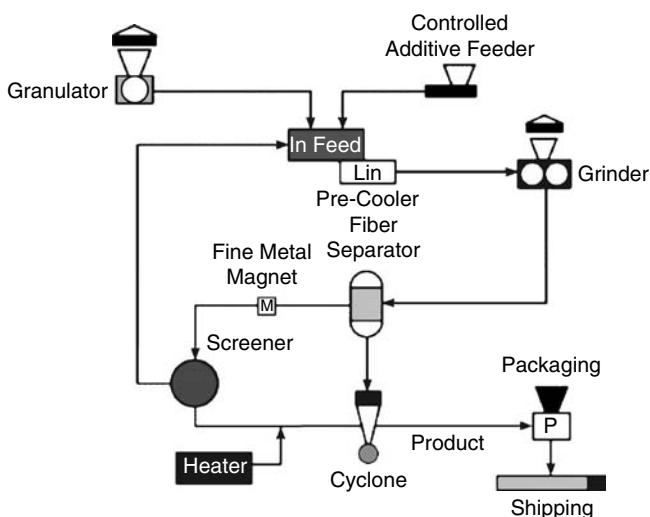 Controlled
Additive Feeder
Granulator
In Feed
Lin
Grinder
Pre-Cooler
Fiber
Separator
Fine Metal
Magnet
M
Screener
Packaging
P
Product
Heater
Cyclone
Shipping